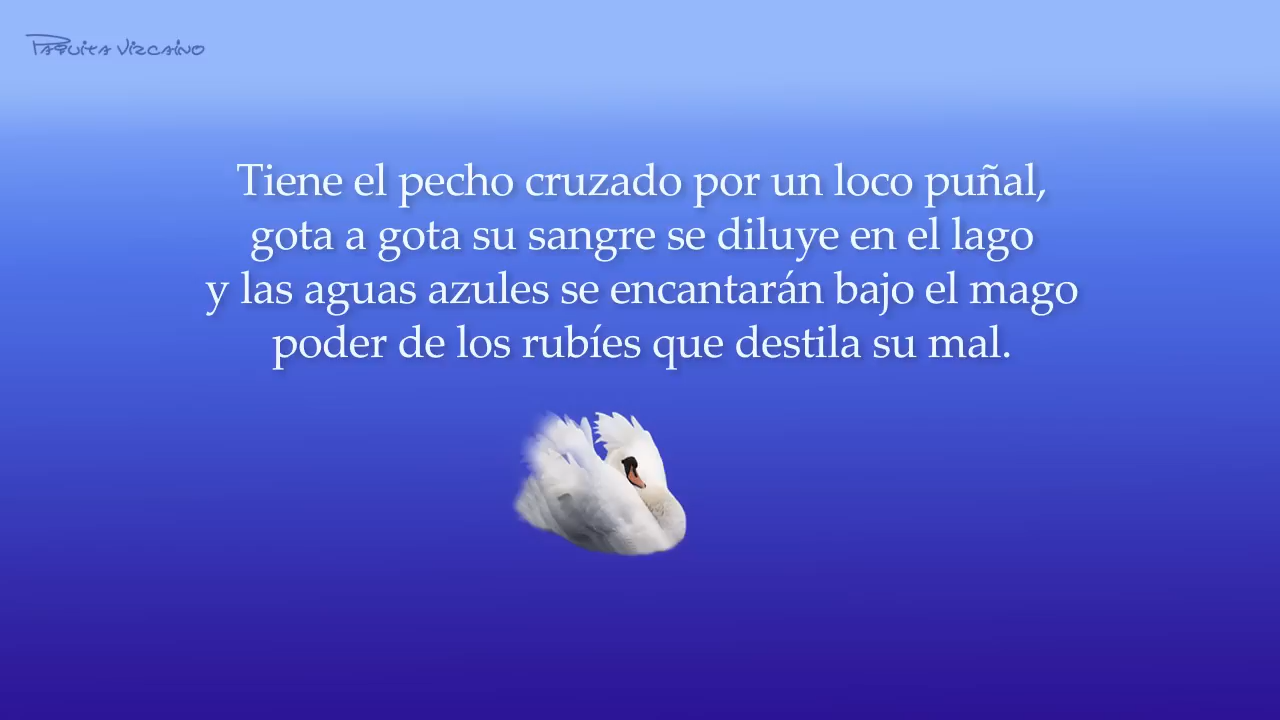 Paquita Vizcaino
Tiene el pecho cruzado por un loco puñal,
gota a gota su sangre se diluye en el lago
y las aguas azules se encantarán bajo el mago
poder de los rubíes que destila su mal.